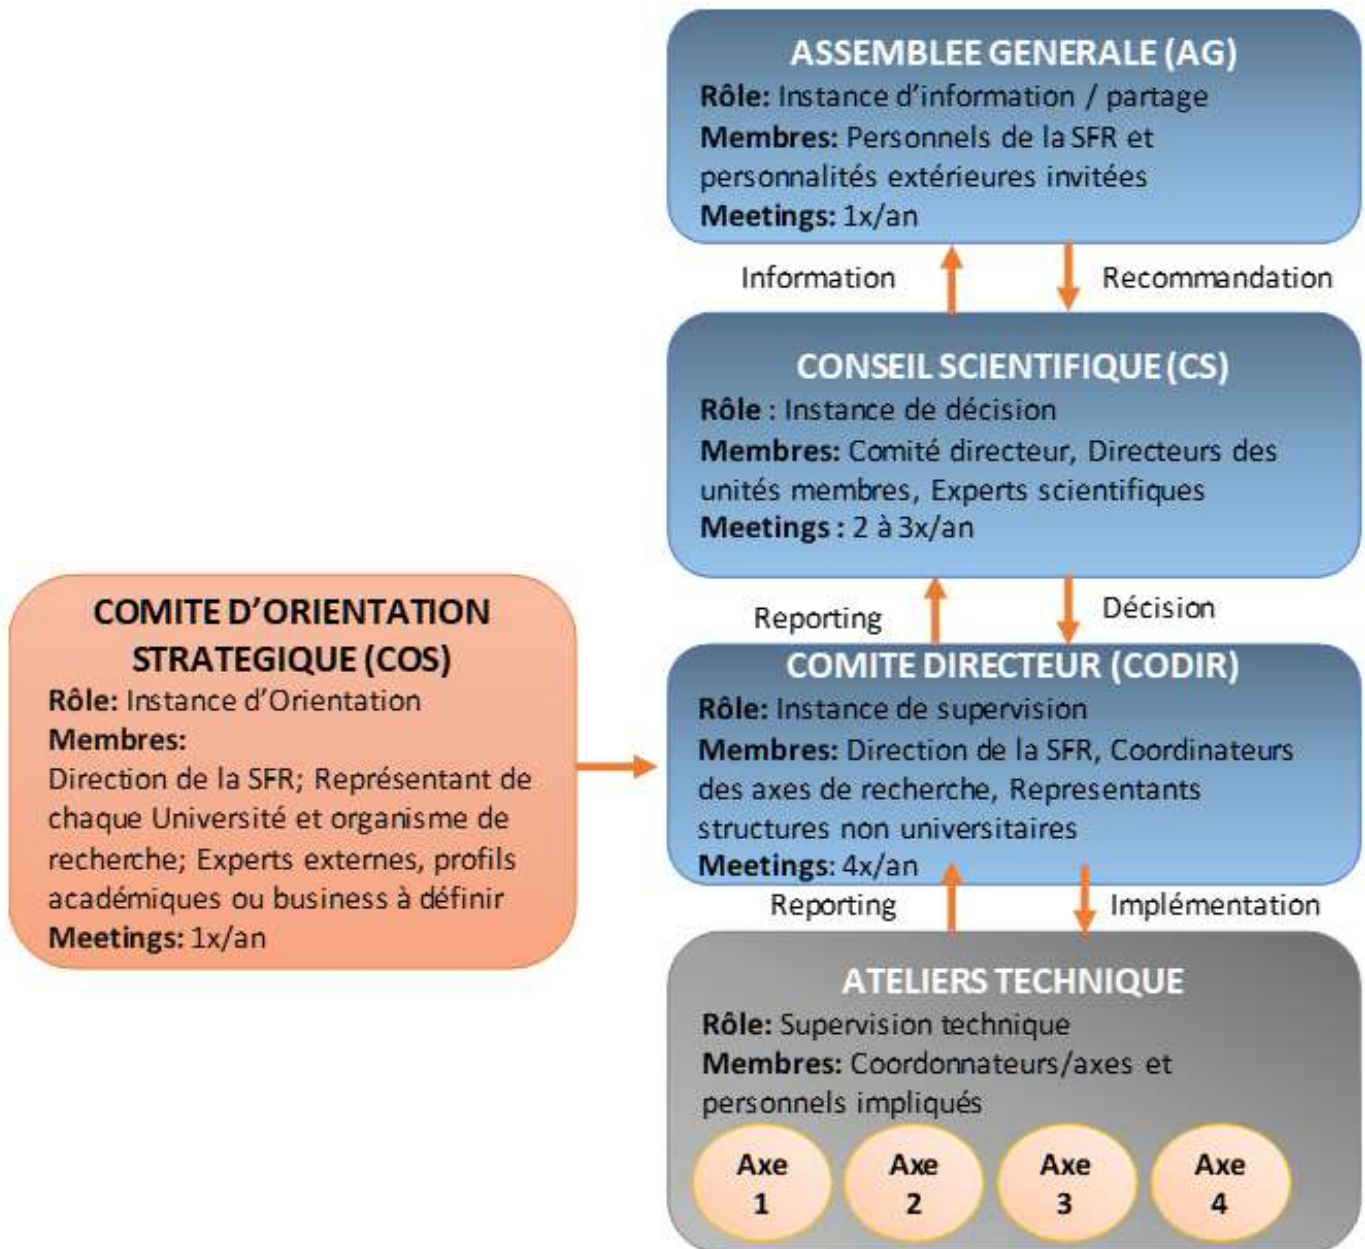 ASSEMBLEE GENERALE (AG)
Rôle: Instance d'information / partage
Membres: Personnels de la SFR et
personnalités extérieures invitées
Meetings: 1x/an
Information
Recommandation
CONSEIL SCIENTIFIQUE (CS)
Rôle : Instance de décision
Membres: Comité directeur, Directeurs des
unités membres, Experts scientifiques
Meetings : 2 à 3x/an
Reporting
Décision
COMITE D'ORIENTATION
STRATEGIQUE (COS)
Rôle: Instance d'Orientation
Membres:
Direction de la SFR; Représentant de
chaque Université et organisme de
recherche; Experts externes, profils
académiques ou business à définir
Meetings: 1x/an
COMITE DIRECTEUR (CODIR)
Rôle: Instance de supervision
Membres: Direction de la SFR, Coordinateurs
des axes de recherche, Representants
structures non universitaires
Meetings: 4x/an
Reporting
Implémentation
ATELIERS TECHNIQUE
Rôle: Supervision technique
Membres: Coordonnateurs/axes et
personnels impliqués
Axe
1
Axe
2
Axe
3
Axe
4